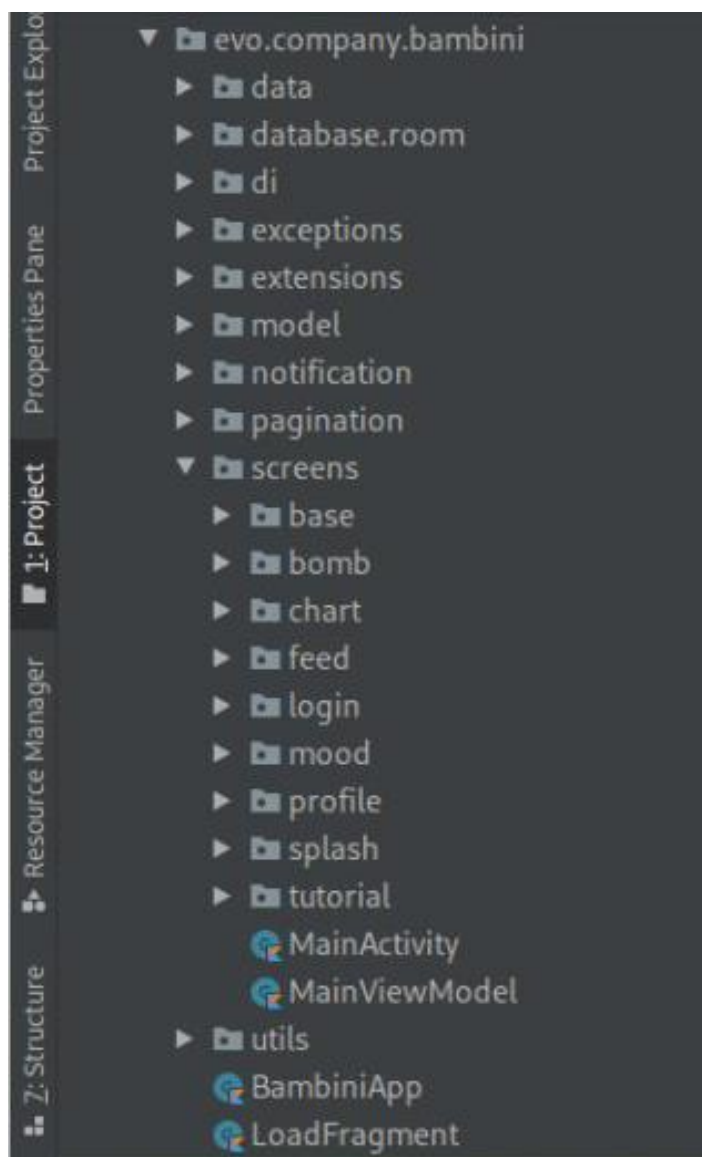 evo.company.bambini
data
database.room
di
exceptions
extensions
model
notification
pagination
screens
base
bomb
chart
feed
login
mood
profile
splash
tutorial
MainActivity
MainViewModel
utils
BambiniApp
LoadFragment
Project Explo
Properties Pane
1: Project
Resource Manager
7: Structure